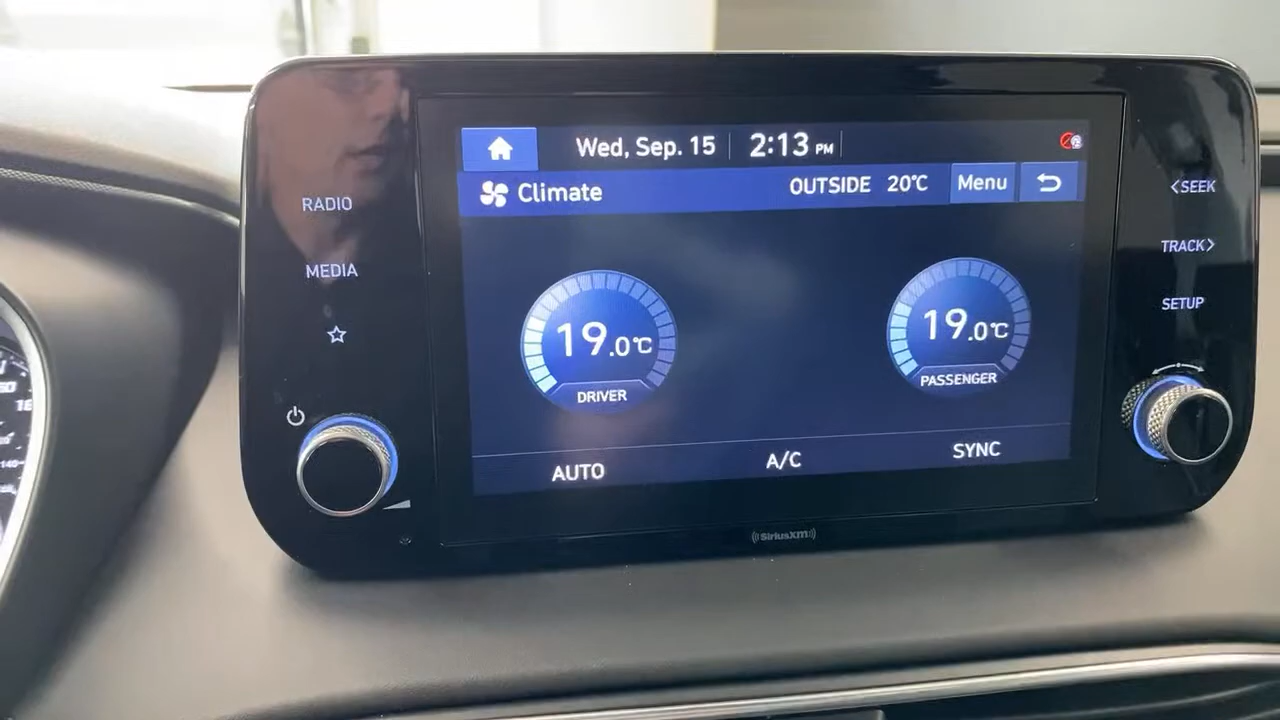 Wed, Sep. 15 2:13 PM
Climate OUTSIDE 20℃ Menu
RADIO
MEDIA
<SEEK
TRACK>
SETUP
19.0℃
DRIVER
19.0℃
PASSENGER
AUTO A/C SYNC
((SiriusXM))
140